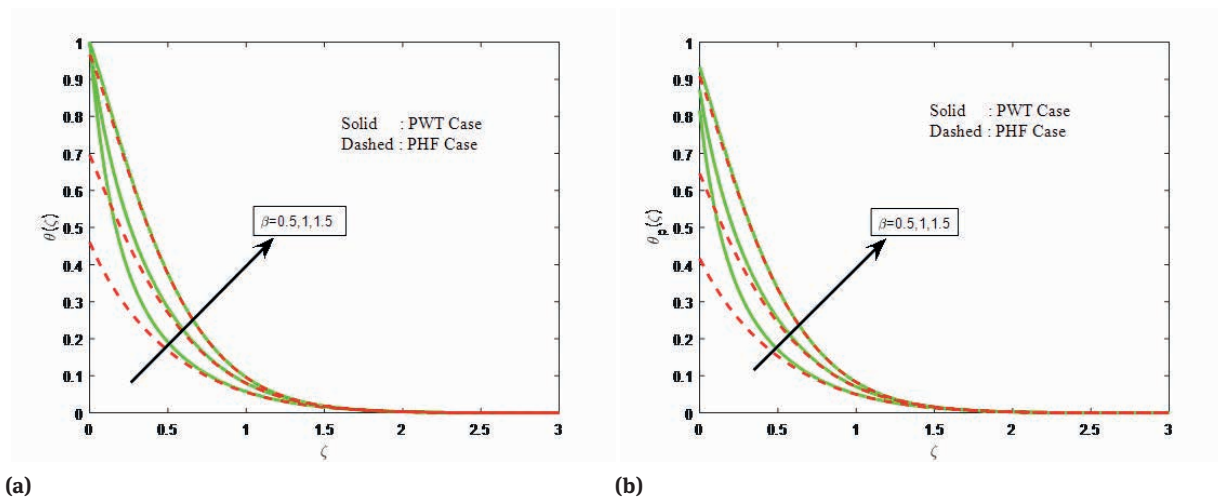 1
0.9
0.8
0.7
0.6
0.5
0.4
0.3
0.2
0.1
0
θ(ζ)
Solid : PWT Case
Dashed : PHF Case
β=0.5,1,1.5
0 0.5 1 1.5 2 2.5 3
ζ
(a)
1
0.9
0.8
0.7
0.6
0.5
0.4
0.3
0.2
0.1
0
θp(ζ)
Solid : PWT Case
Dashed : PHF Case
β=0.5,1,1.5
0 0.5 1 1.5 2 2.5 3
ζ
(b)